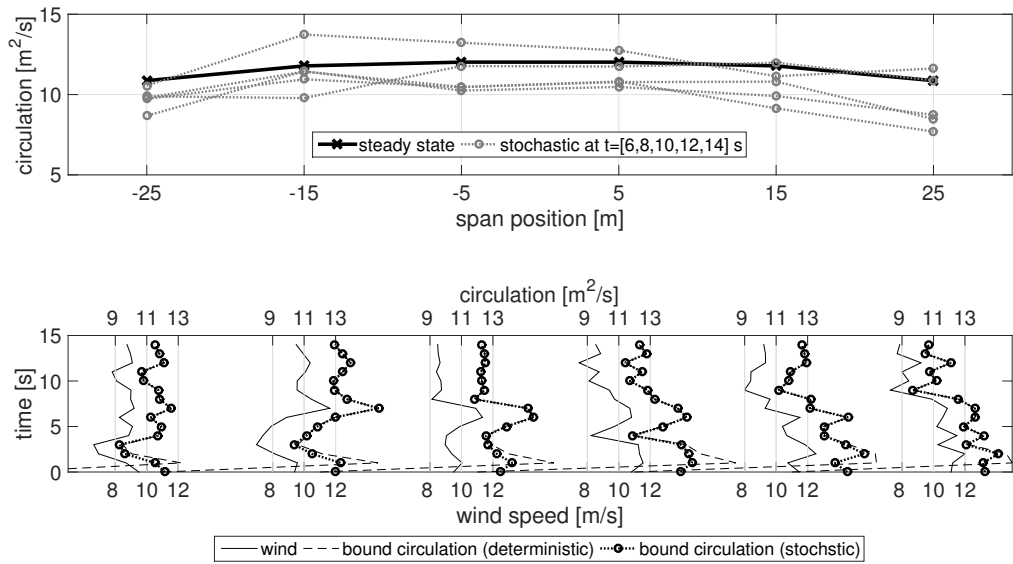 15
10
5
circulation [m²/s]
steady state
stochastic at t=[6,8,10,12,14] s
-25 -15 -5 5 15 25
span position [m]
circulation [m²/s]
9 11 13 9 11 13 9 11 13 9 11 13 9 11 13 9 11 13
15
10
5
0
time [s]
8 10 12 8 10 12 8 10 12 8 10 12 8 10 12 8 10 12
wind speed [m/s]
wind bound circulation (deterministic) bound circulation (stochstic)